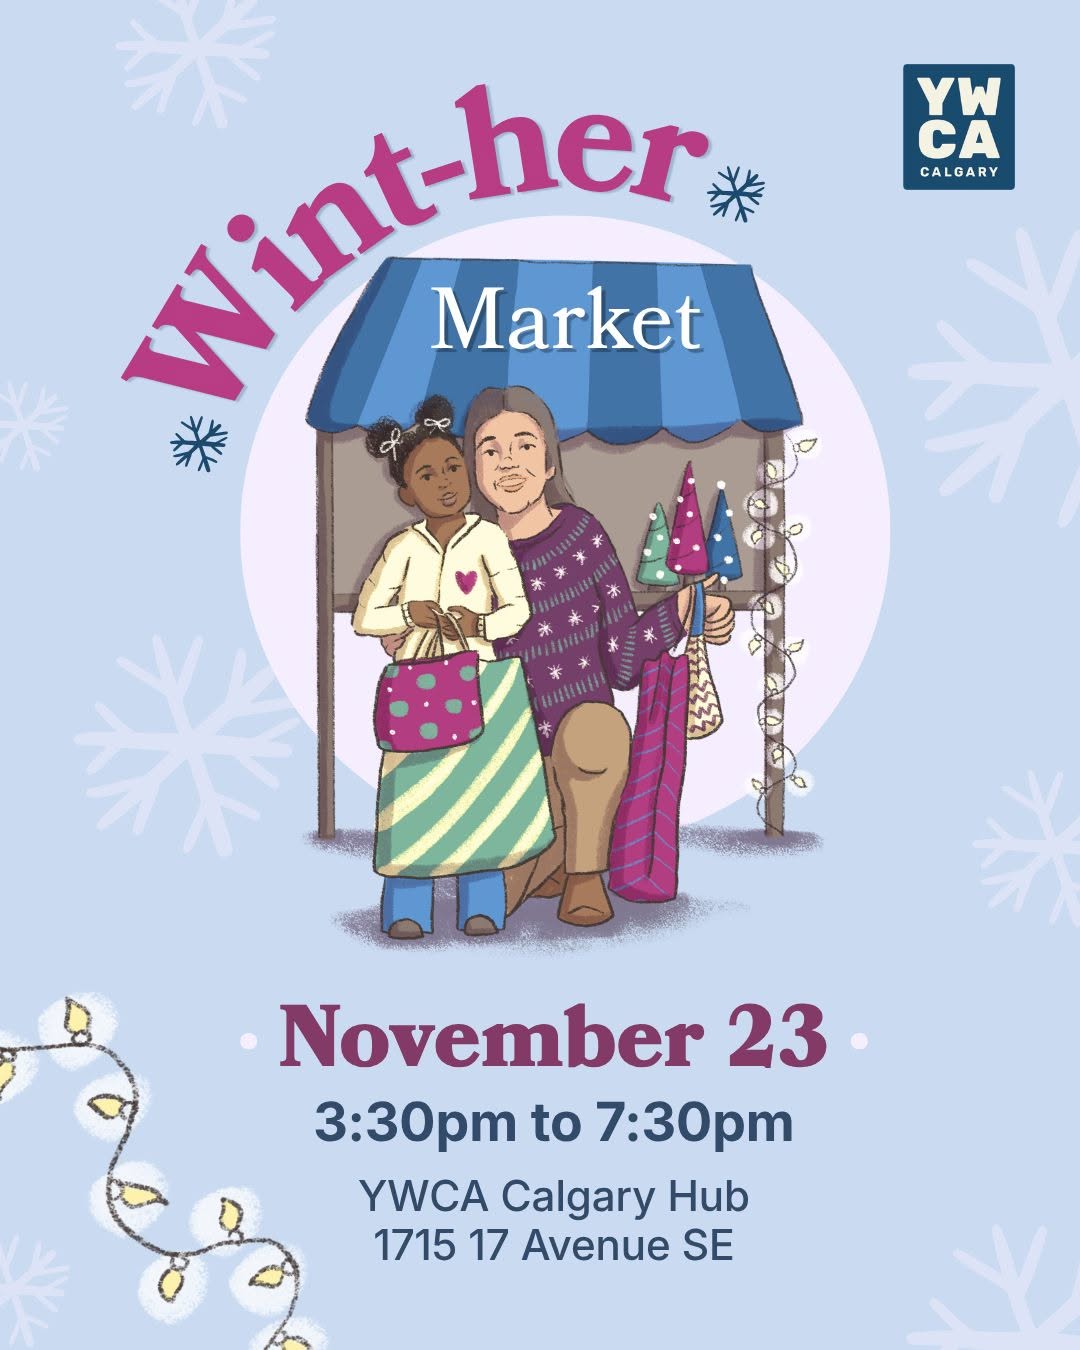 Wint-her
YW
CA
CALGARY
Market
November 23
3:30pm to 7:30pm
YWCA Calgary Hub
1715 17 Avenue SE